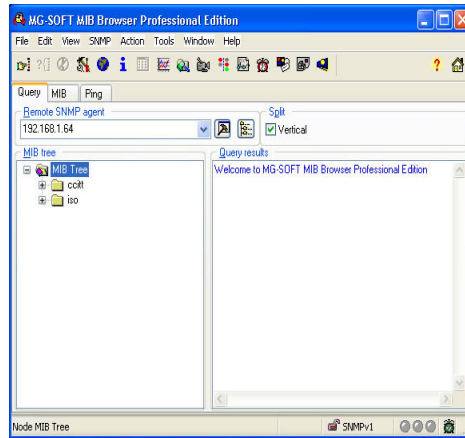 MG-SOFT MIB Browser Professional Edition
File Edit View SNMP Action Tools Window Help
Query MIB Ping
Remote SNMP agent
Split
192.168.1.64
Vertical
MIB tree
Query results
MIB Tree
Welcome to MG-SOFT MIB Browser Professional Edition
ccitt
iso
Node MIB Tree
SNMPv1